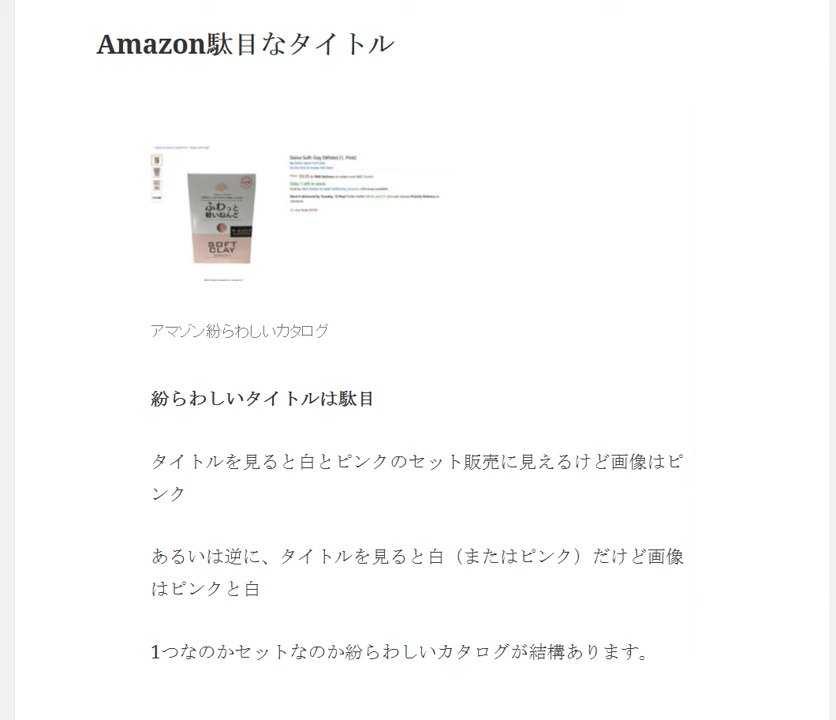 Amazon駄目なタイトル
Daiso Soft Clay (White) [1, Pink]
Only 1 left in stock.
ふわっと
軽いねんど
SOFT
CLAY
アマゾン紛らわしいカタログ
紛らわしいタイトルは駄目
タイトルを見ると白とピンクのセット販売に見えるけど画像はピ
ンク
あるいは逆に、タイトルを見ると白（またはピンク）だけど画像
はピンクと白
1つなのかセットなのか紛らわしいカタログが結構あります。